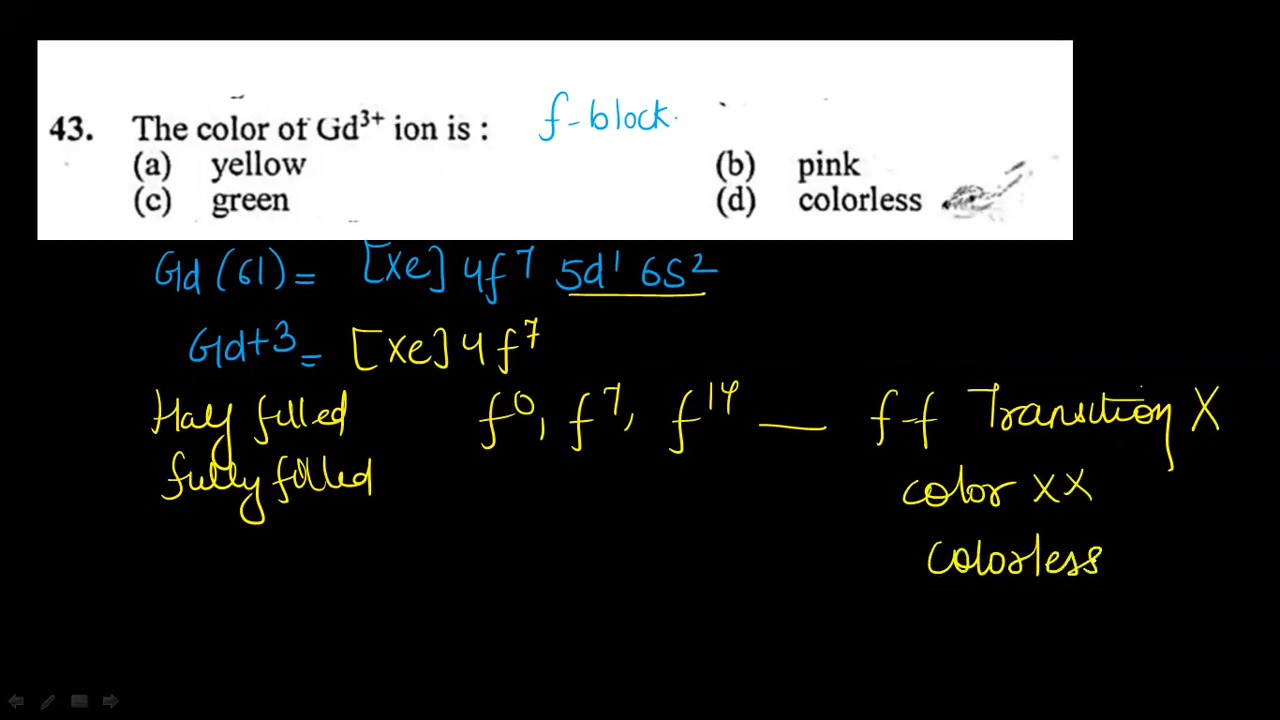 43. The color of Gd³⁺ ion is : f-block.
(a) yellow (b) pink
(c) green (d) colorless
Gd (61) = [Xe] 4f⁷ 5d¹ 6s²
Gd+3 = [Xe] 4f⁷
Half filled f⁰, f⁷, f¹⁴ — f-f Transition X
fully filled color XX
colorless